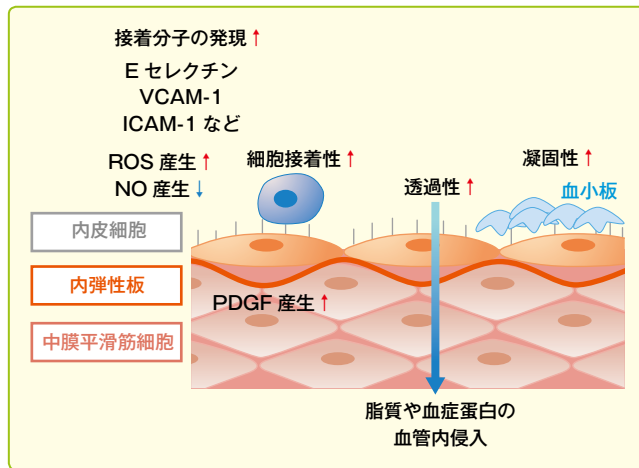 接着分子の発現↑
E セレクチン
VCAM-1
ICAM-1 など
ROS 産生↑
NO 産生↓
細胞接着性↑
透過性↑
凝固性↑
血小板
内皮細胞
内弾性板
中膜平滑筋細胞
PDGF 産生↑
脂質や血症蛋白の
血管内侵入